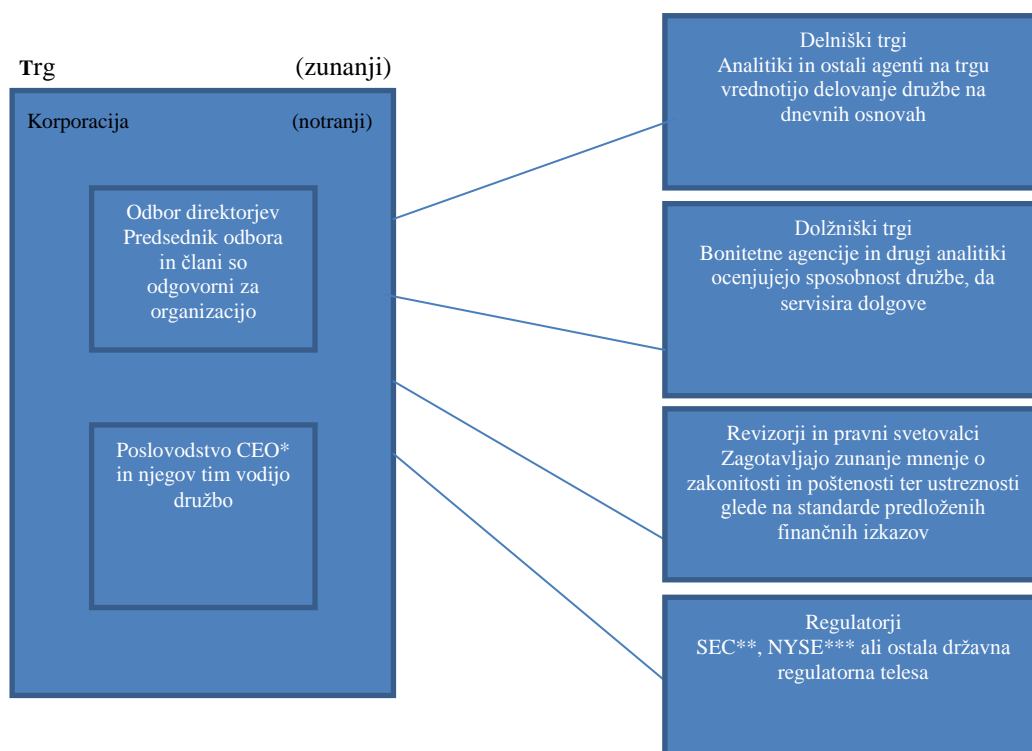 Trg (zunanji)
Korporacija (notranji)
Odbor direktorjev
Predsednik odbora
in člani so
odgovorni za
organizacijo
Poslovodstvo CEO*
in njegov tim vodijo
družbo
Delniški trgi
Analitiki in ostali agenti na trgu
vrednotijo delovanje družbe na
dnevnih osnovah
Dolžniški trgi
Bonitetne agencije in drugi analitiki
ocenjujejo sposobnost družbe, da
servisira dolgove
Revizorji in pravni svetovalci
Zagotavljajo zunanje mnenje o
zakonitosti in poštenosti ter ustreznosti
glede na standarde predloženih
finančnih izkazov
Regulatorji
SEC**, NYSE*** ali ostala državna
regulatorna telesa